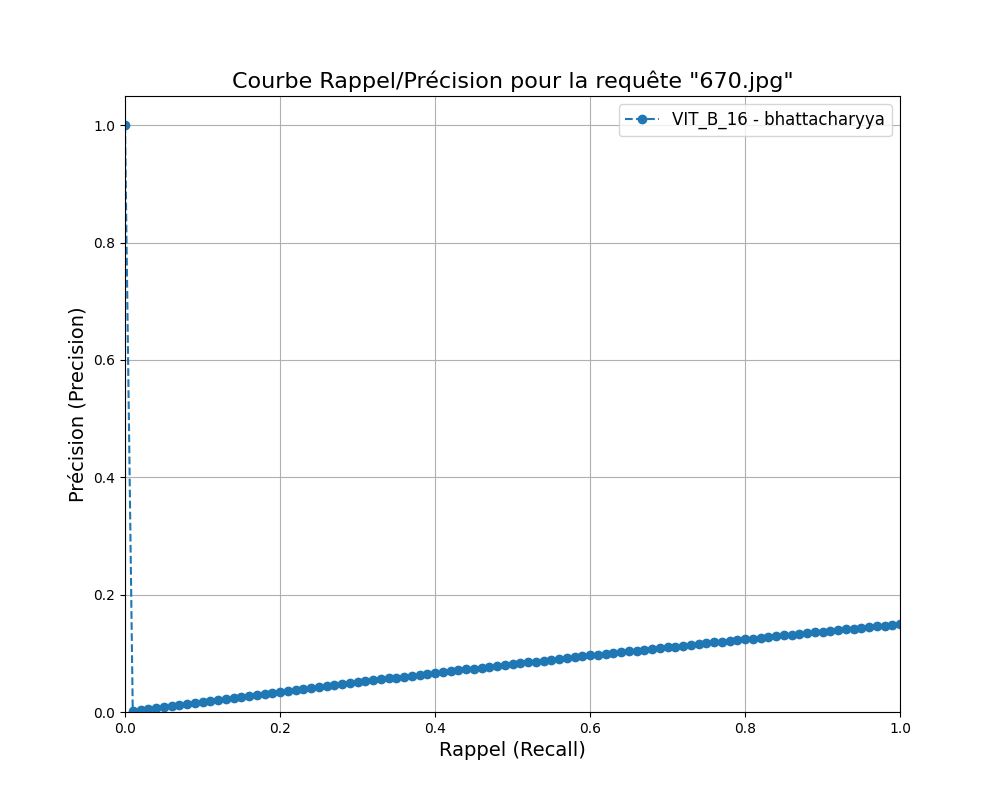 Courbe Rappel/Précision pour la requête "670.jpg"
VIT_B_16 - bhattacharyya
1.0
0.8
0.6
0.4
0.2
0.0
Précision (Precision)
0.0 0.2 0.4 0.6 0.8 1.0
Rappel (Recall)